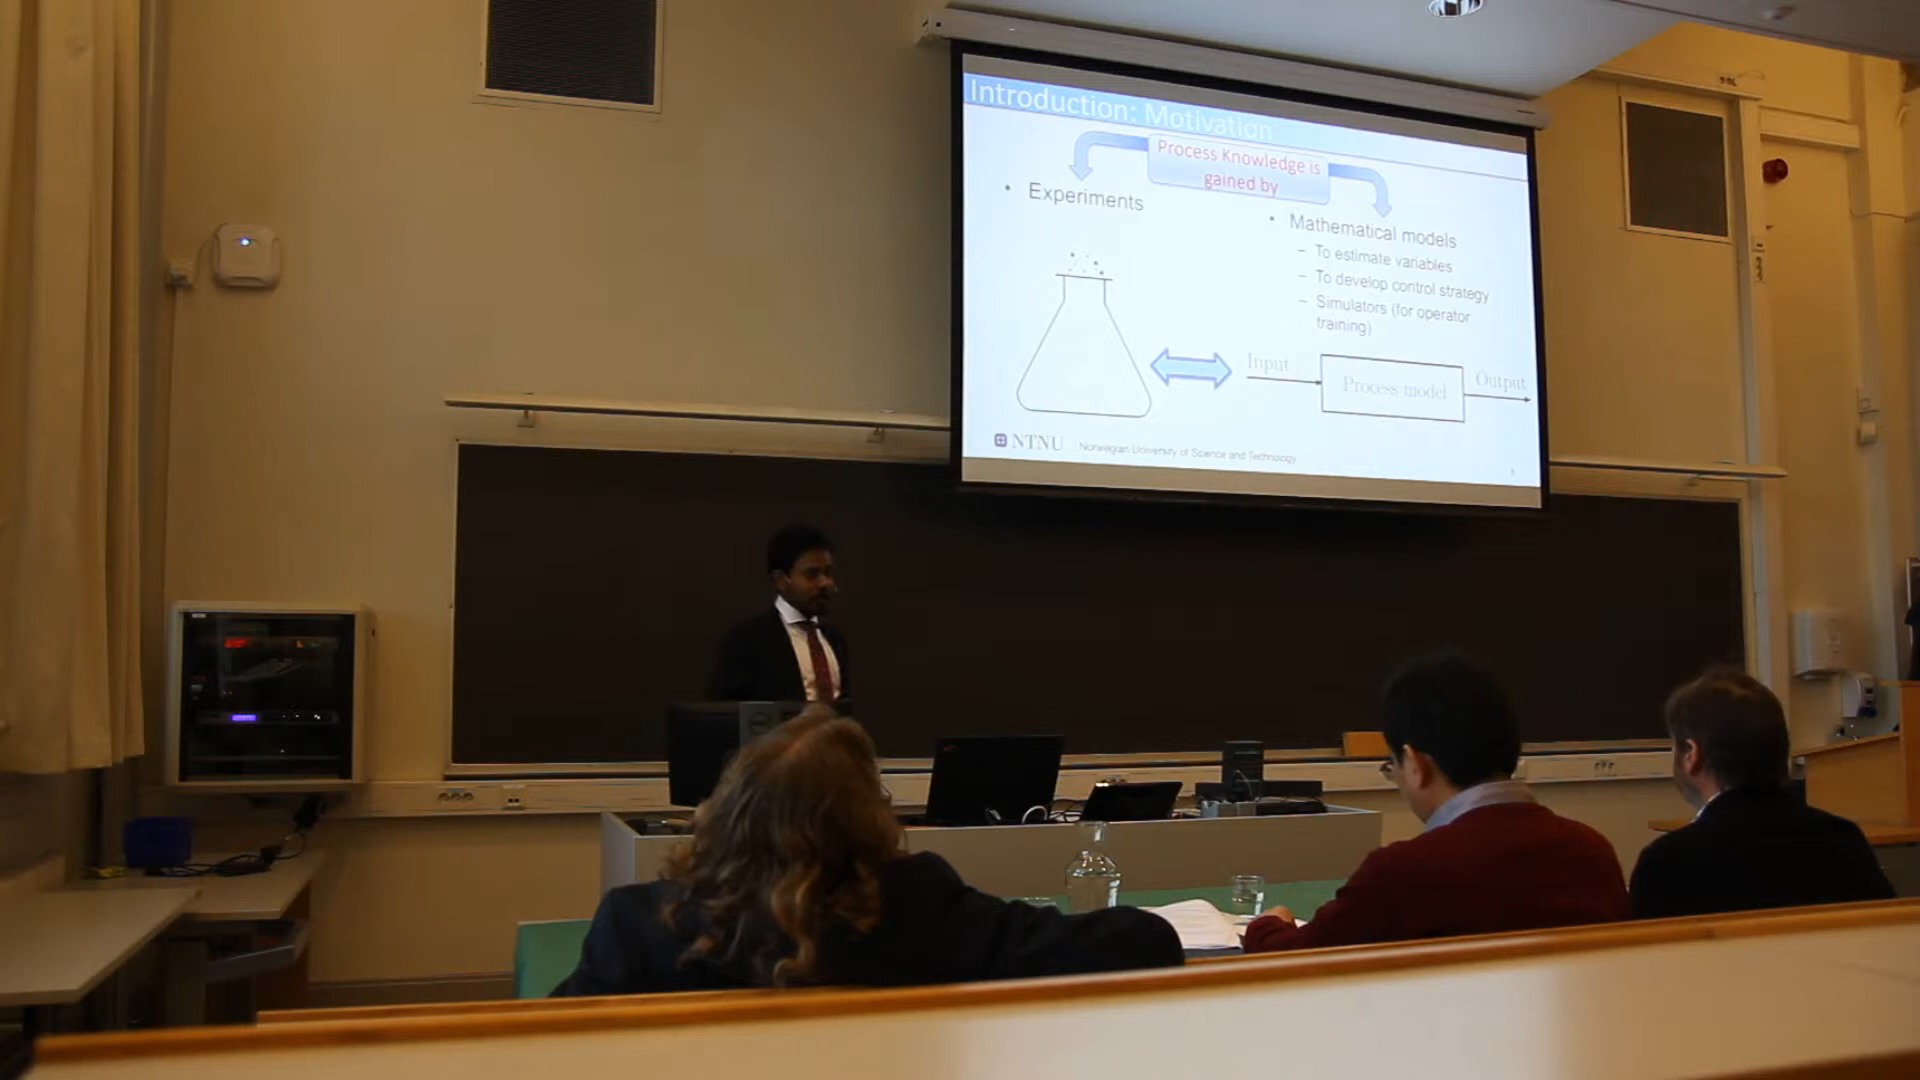 Introduction: Motivation
Process Knowledge is
gained by
• Experiments
• Mathematical models
– To estimate variables
– To develop control strategy
– Simulators (for operator
training)
Input
Process model
Output
NTNU Norwegian University of Science and Technology